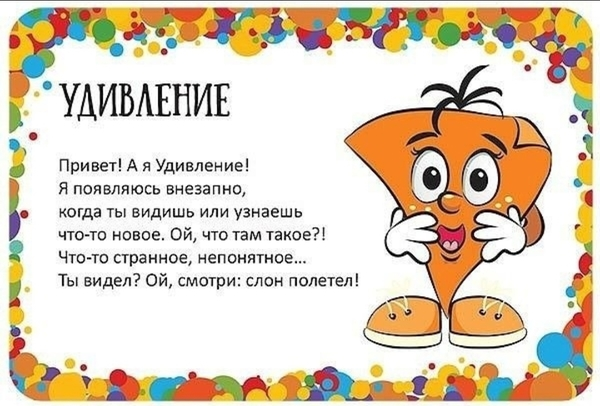 УДИВЛЕНИЕ
Привет! А я Удивление!
Я появляюсь внезапно,
когда ты видишь или узнаешь
что-то новое. Ой, что там такое?!
Что-то странное, непонятное...
Ты видел? Ой, смотри: слон полетел!